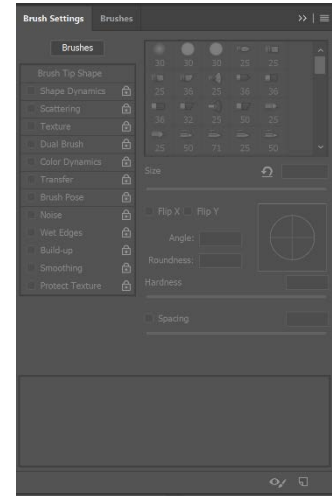 Brush Settings Brushes
Brushes
Brush Tip Shape
Shape Dynamics
Scattering
Texture
Dual Brush
Color Dynamics
Transfer
Brush Pose
Noise
Wet Edges
Build-up
Smoothing
Protect Texture
30 30 30 25 25
25 36 25 36 36
36 32 25 50 25
25 50 71 25 50
Size
Flip X Flip Y
Angle:
Roundness:
Hardness
Spacing